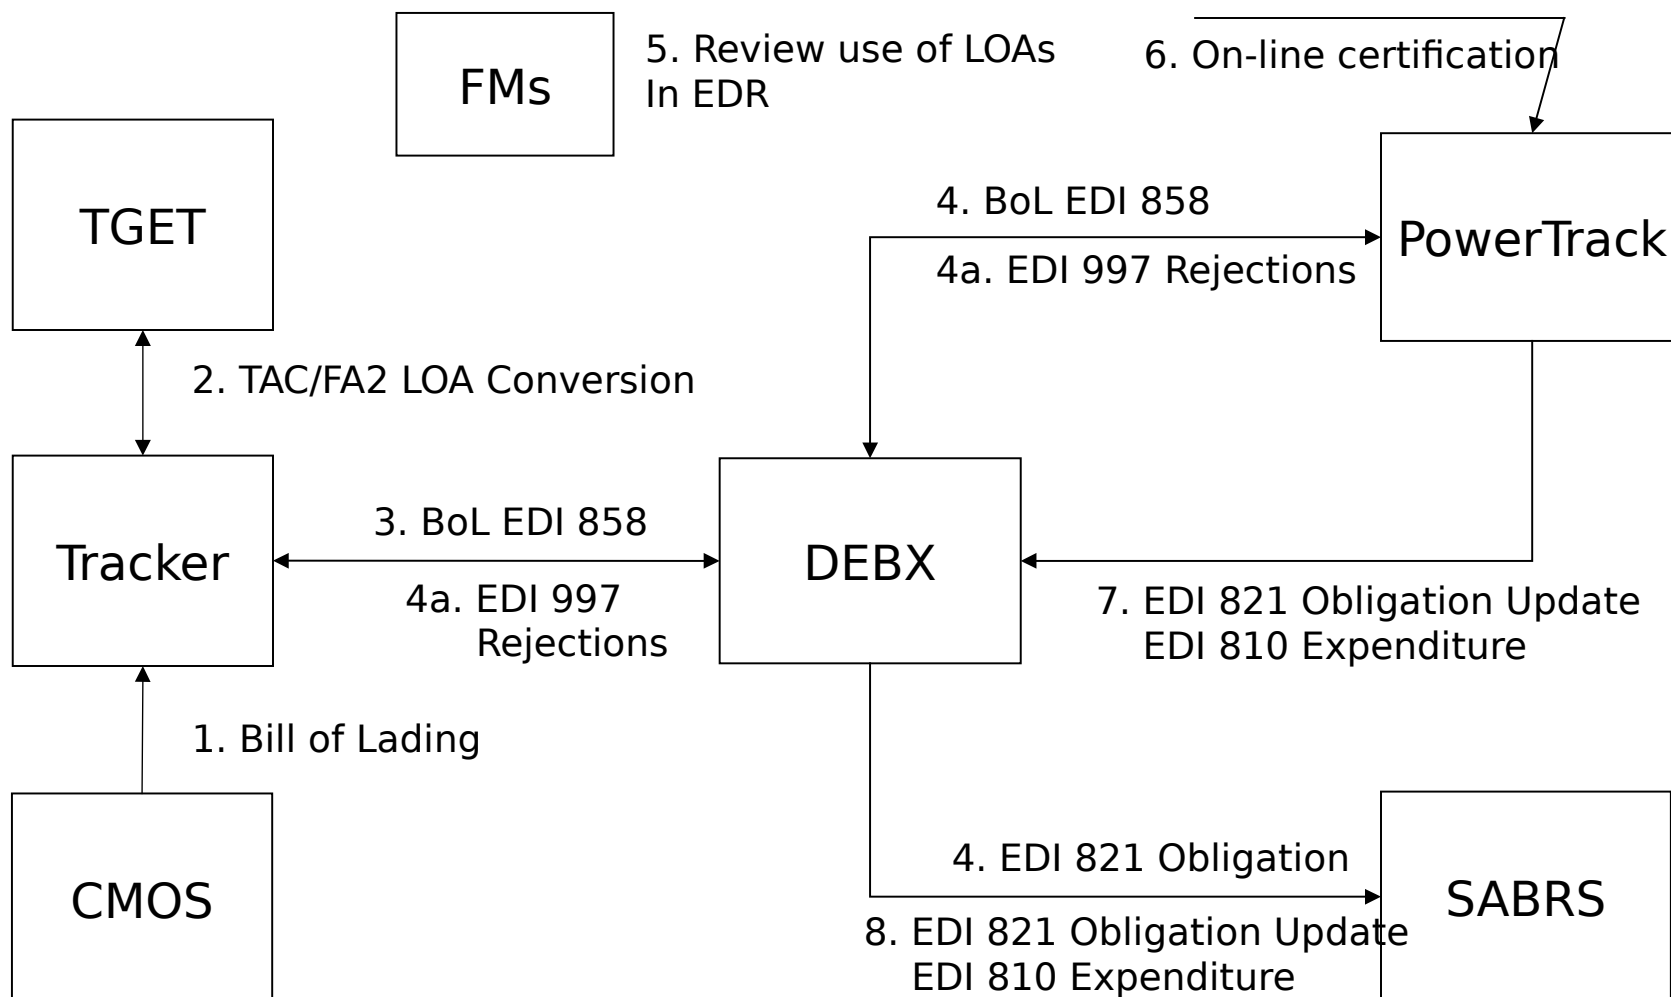 FMs
5. Review use of LOAs
In EDR
6. On-line certification
TGET
4. BoL EDI 858
PowerTrack
4a. EDI 997 Rejections
2. TAC/FA2 LOA Conversion
3. BoL EDI 858
Tracker
DEBX
4a. EDI 997
Rejections
7. EDI 821 Obligation Update
EDI 810 Expenditure
1. Bill of Lading
4. EDI 821 Obligation
CMOS
SABRS
8. EDI 821 Obligation Update
EDI 810 Expenditure